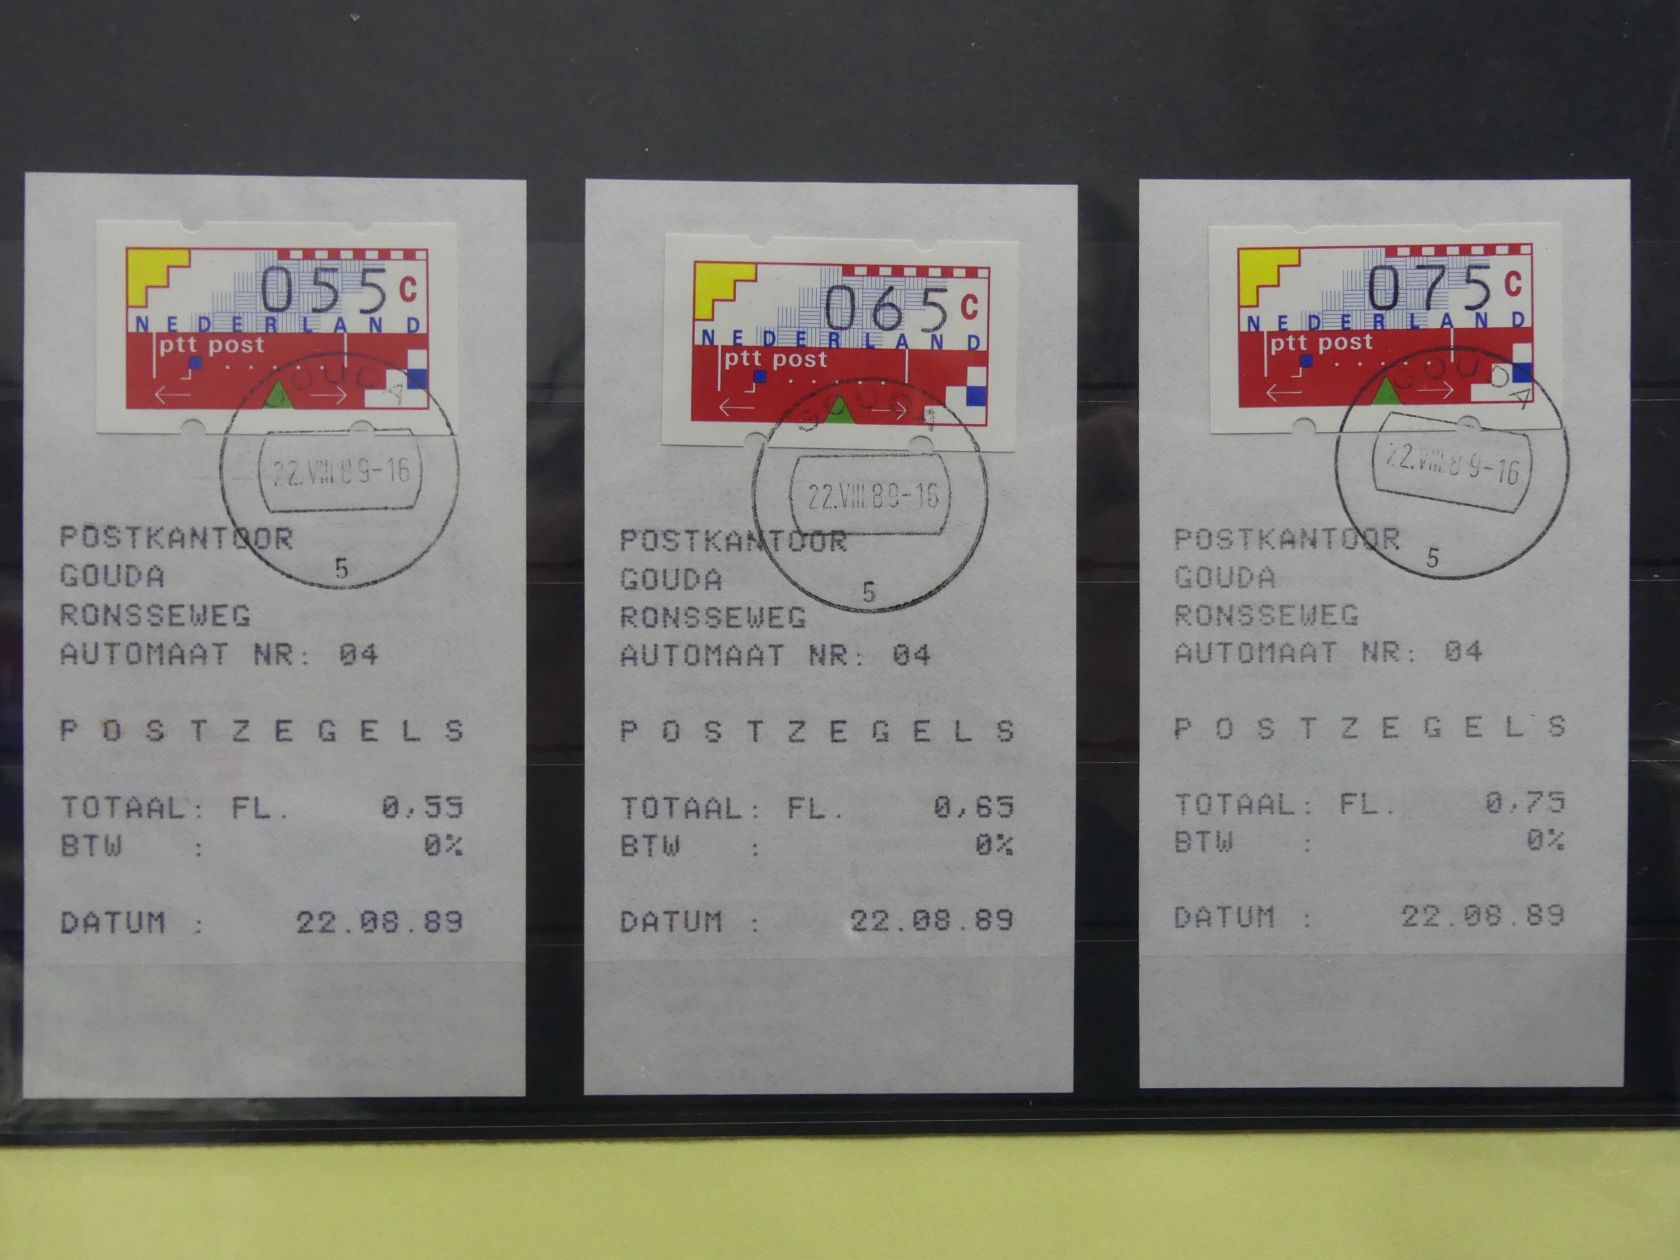 055 C
NEDERLAND
ptt post
GOUDA
22.VIII.89-16
5
POSTKANTOOR
GOUDA
RONSSEWEG
AUTOMAAT NR: 04
POSTZEGELS
TOTAAL: FL. 0,55
BTW : 0%
DATUM : 22.08.89
065 C
NEDERLAND
ptt post
GOUDA
22.VIII.89-16
5
POSTKANTOOR
GOUDA
RONSSEWEG
AUTOMAAT NR: 04
POSTZEGELS
TOTAAL: FL. 0,65
BTW : 0%
DATUM : 22.08.89
075 C
NEDERLAND
ptt post
GOUDA
22.VIII.89-16
5
POSTKANTOOR
GOUDA
RONSSEWEG
AUTOMAAT NR: 04
POSTZEGELS
TOTAAL: FL. 0,75
BTW : 0%
DATUM : 22.08.89